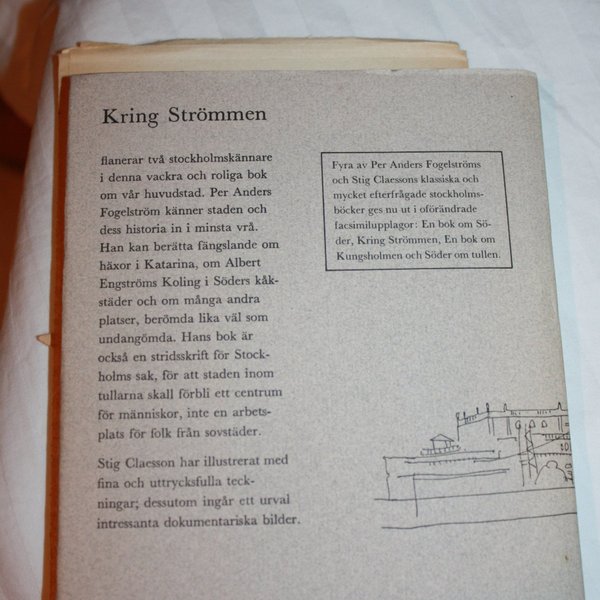 Kring Strömmen
flanerar två stockholmskännare
i denna vackra och roliga bok
om vår huvudstad. Per Anders
Fogelström känner staden och
dess historia in i minsta vrå.
Han kan berätta fängslande om
häxor i Katarina, om Albert
Engströms Koling i Söders kåk-
städer och om många andra
platser, berömda lika väl som
undangömda. Hans bok är
också en stridsskrift för Stock-
holms sak, för att staden inom
tullarna skall förbli ett centrum
för människor, inte en arbets-
plats för folk från sovstäder.
Stig Claesson har illustrerat med
fina och uttrycksfulla teck-
ningar; dessutom ingår ett urval
intressanta dokumentariska bilder.
Fyra av Per Anders Fogelströms
och Stig Claessons klassiska och
mycket efterfrågade stockholms-
böcker ges nu ut i oförändrade
facsimilupplagor: En bok om Sö-
der, Kring Strömmen, En bok om
Kungsholmen och Söder om tullen.